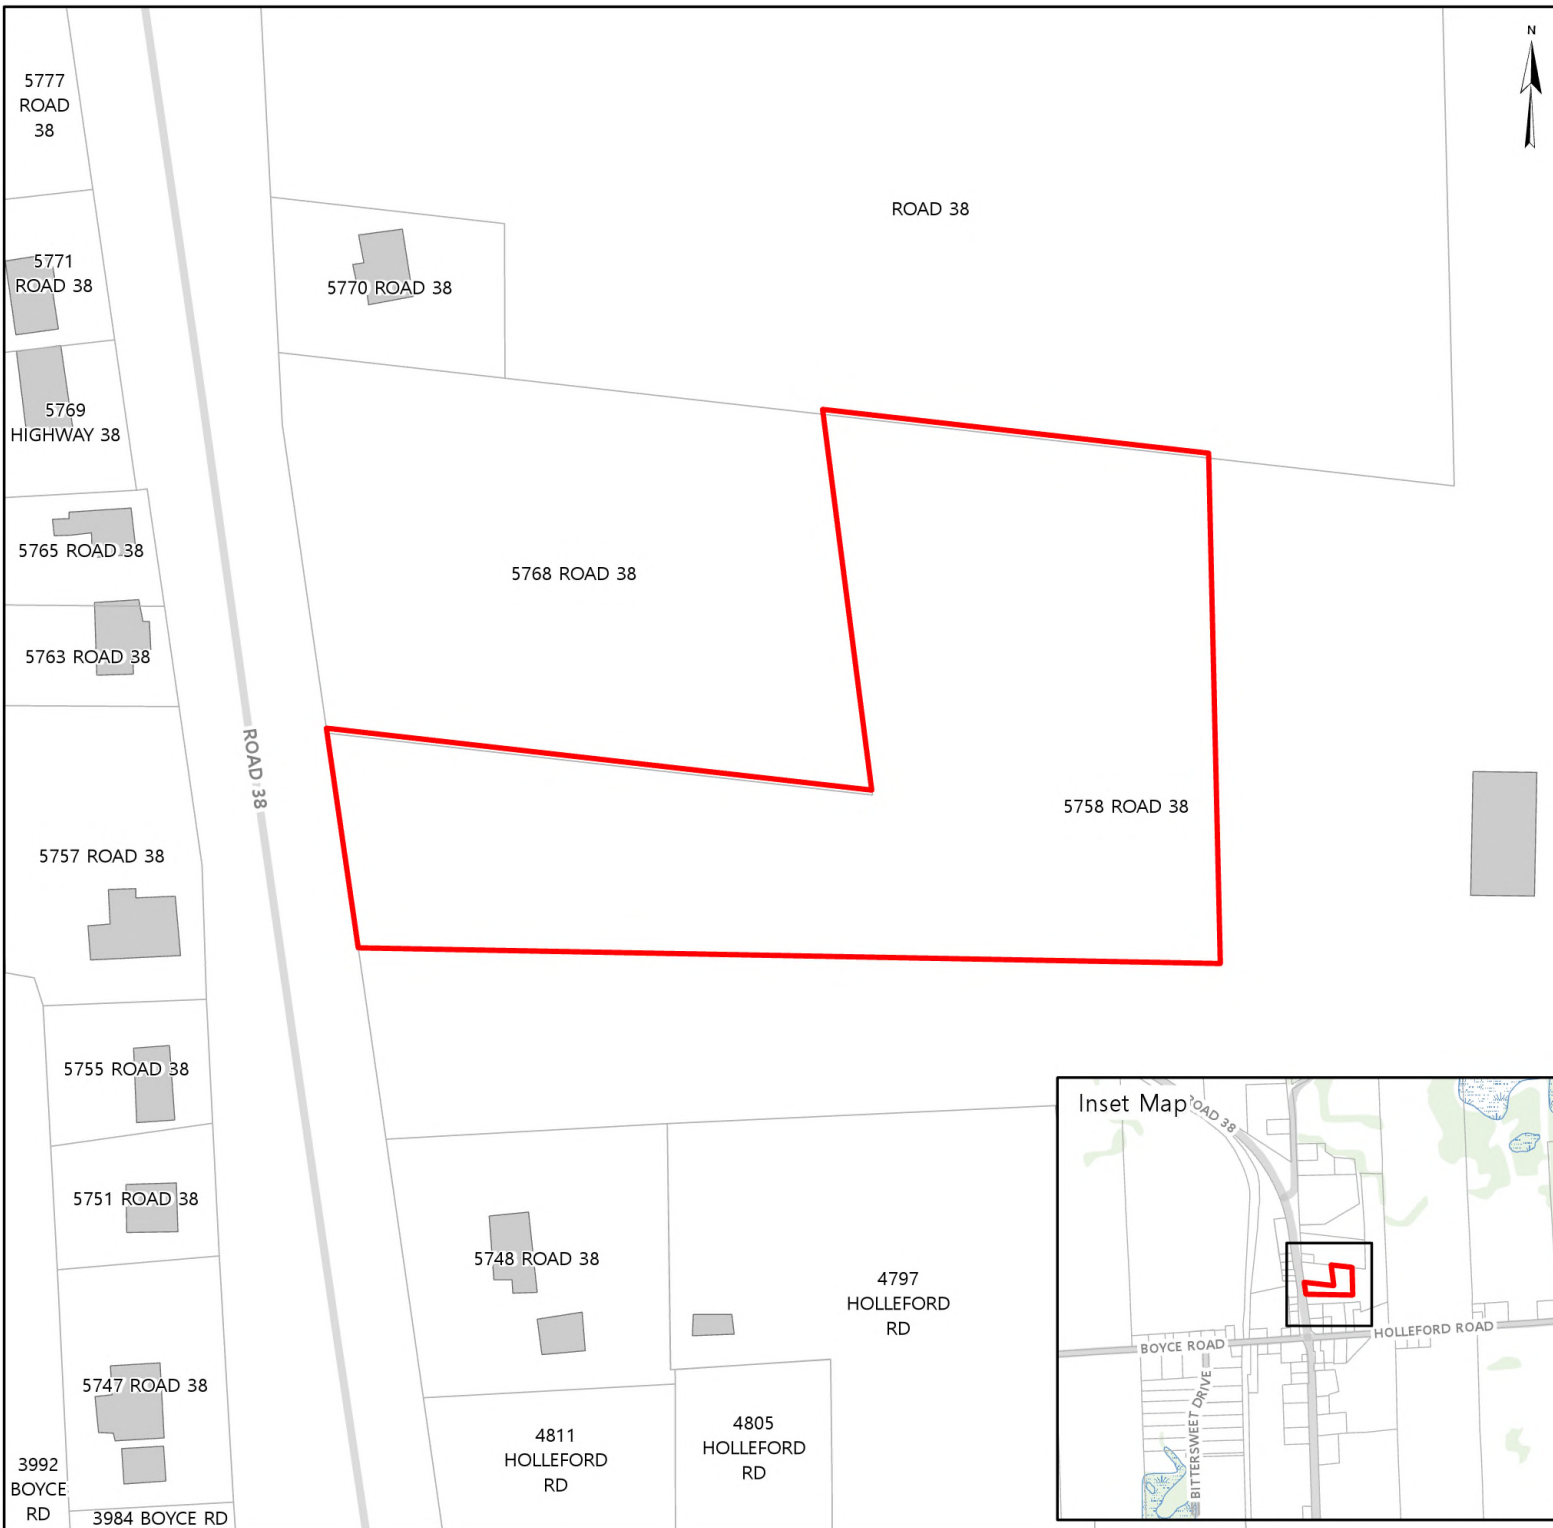 N
5777
ROAD
38
ROAD 38
5771
ROAD 38
5770 ROAD 38
5769
HIGHWAY 38
5765 ROAD 38
5768 ROAD 38
5763 ROAD 38
ROAD 38
5758 ROAD 38
5757 ROAD 38
5755 ROAD 38
5751 ROAD 38
5748 ROAD 38
4797
HOLLEFORD
RD
5747 ROAD 38
4811
HOLLEFORD
RD
4805
HOLLEFORD
RD
3992
BOYCE
RD
3984 BOYCE RD
Inset Map
ROAD 38
BOYCE ROAD
HOLLEFORD ROAD
BITTERSWEET DRIVE